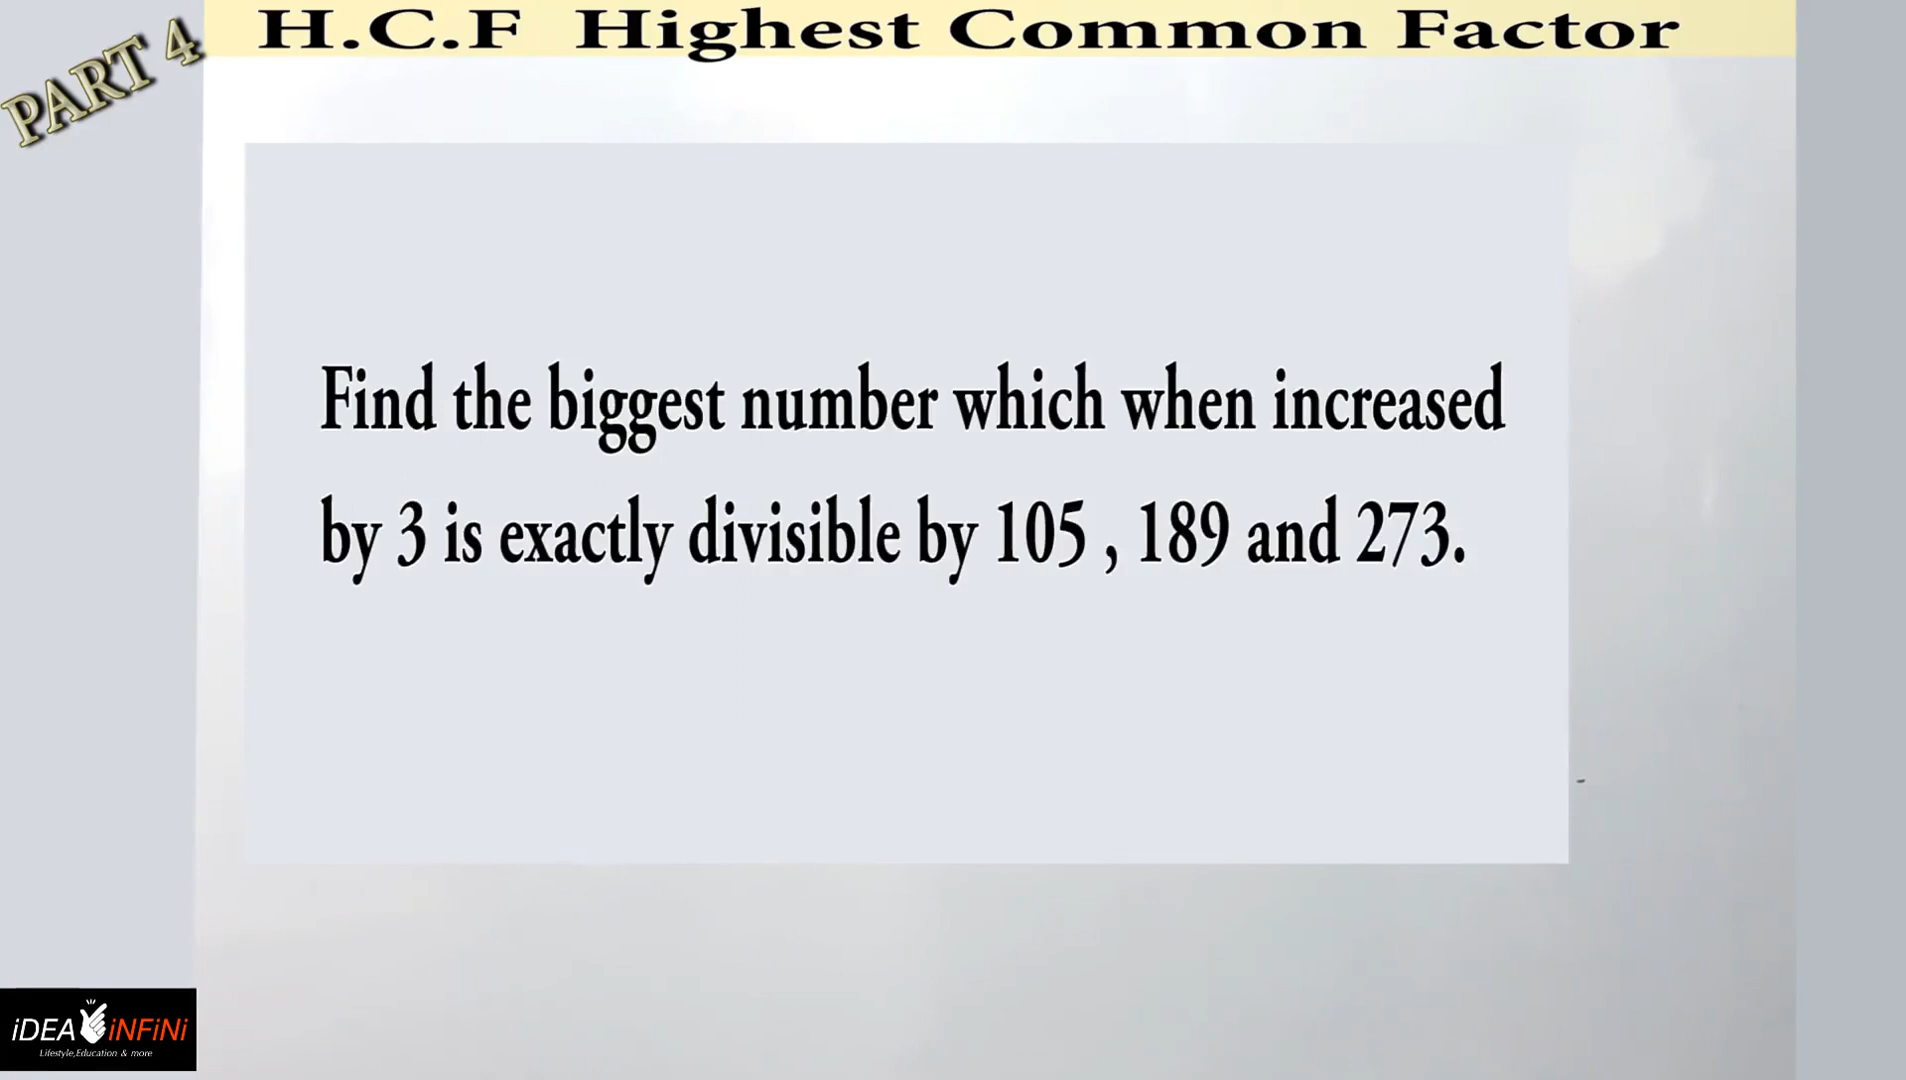 H.C.F Highest Common Factor
PART 4
Find the biggest number which when increased
by 3 is exactly divisible by 105 , 189 and 273.
iDEA iNFiNi
Lifestyle,Education & more